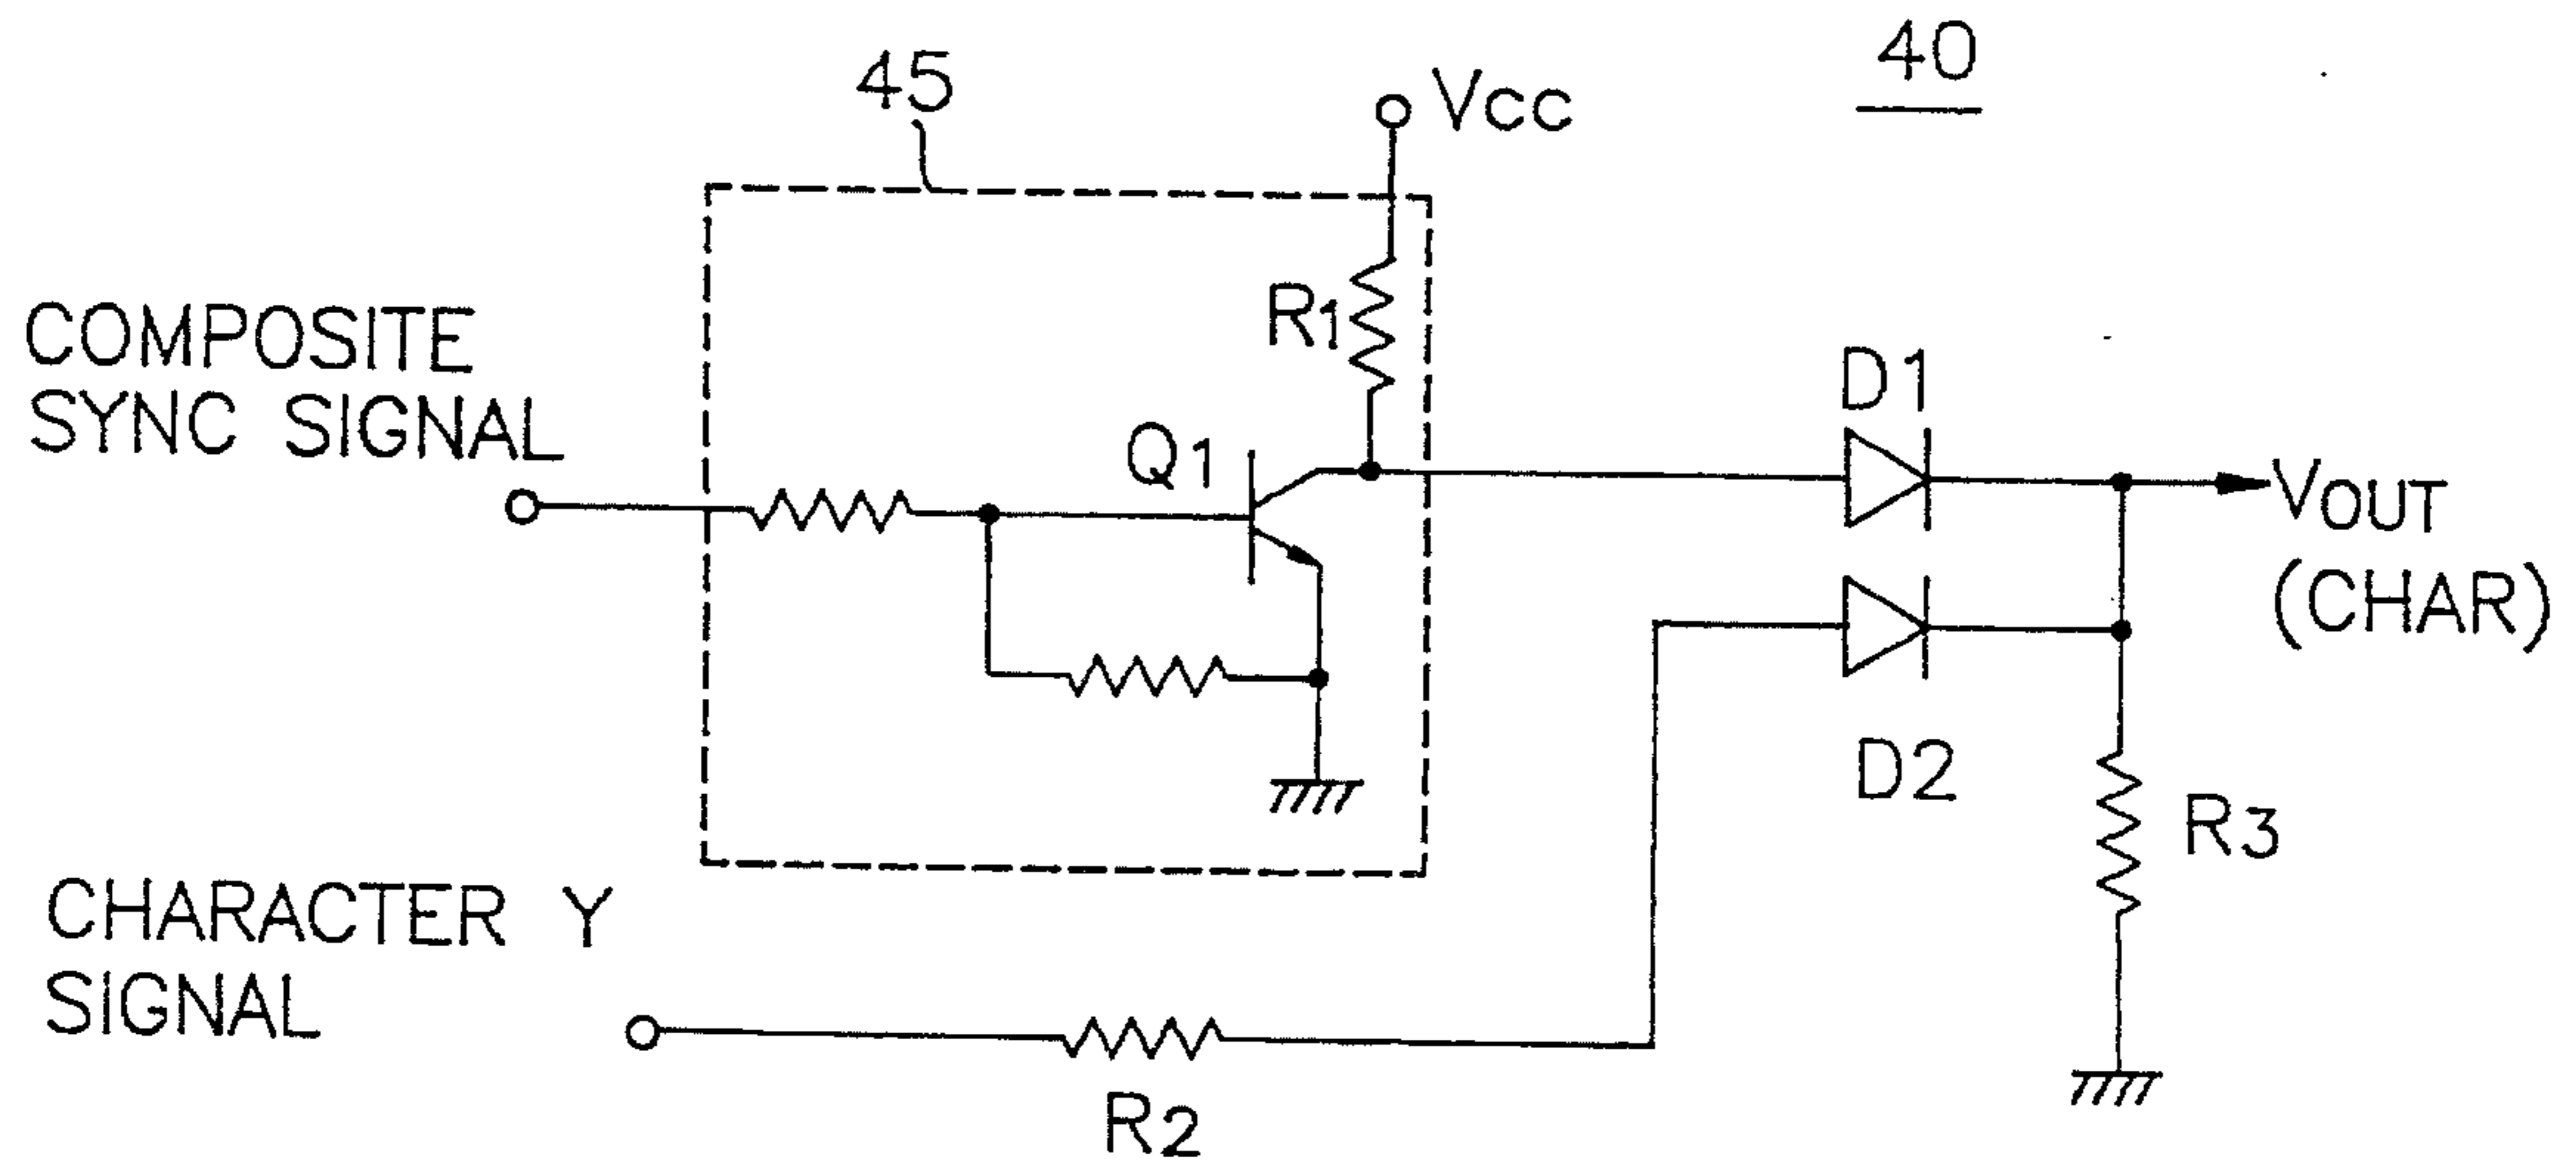 40
45
Vcc
R1
COMPOSITE
SYNC SIGNAL
Q1
D1
VOUT
(CHAR)
D2
R3
CHARACTER Y
SIGNAL
R2